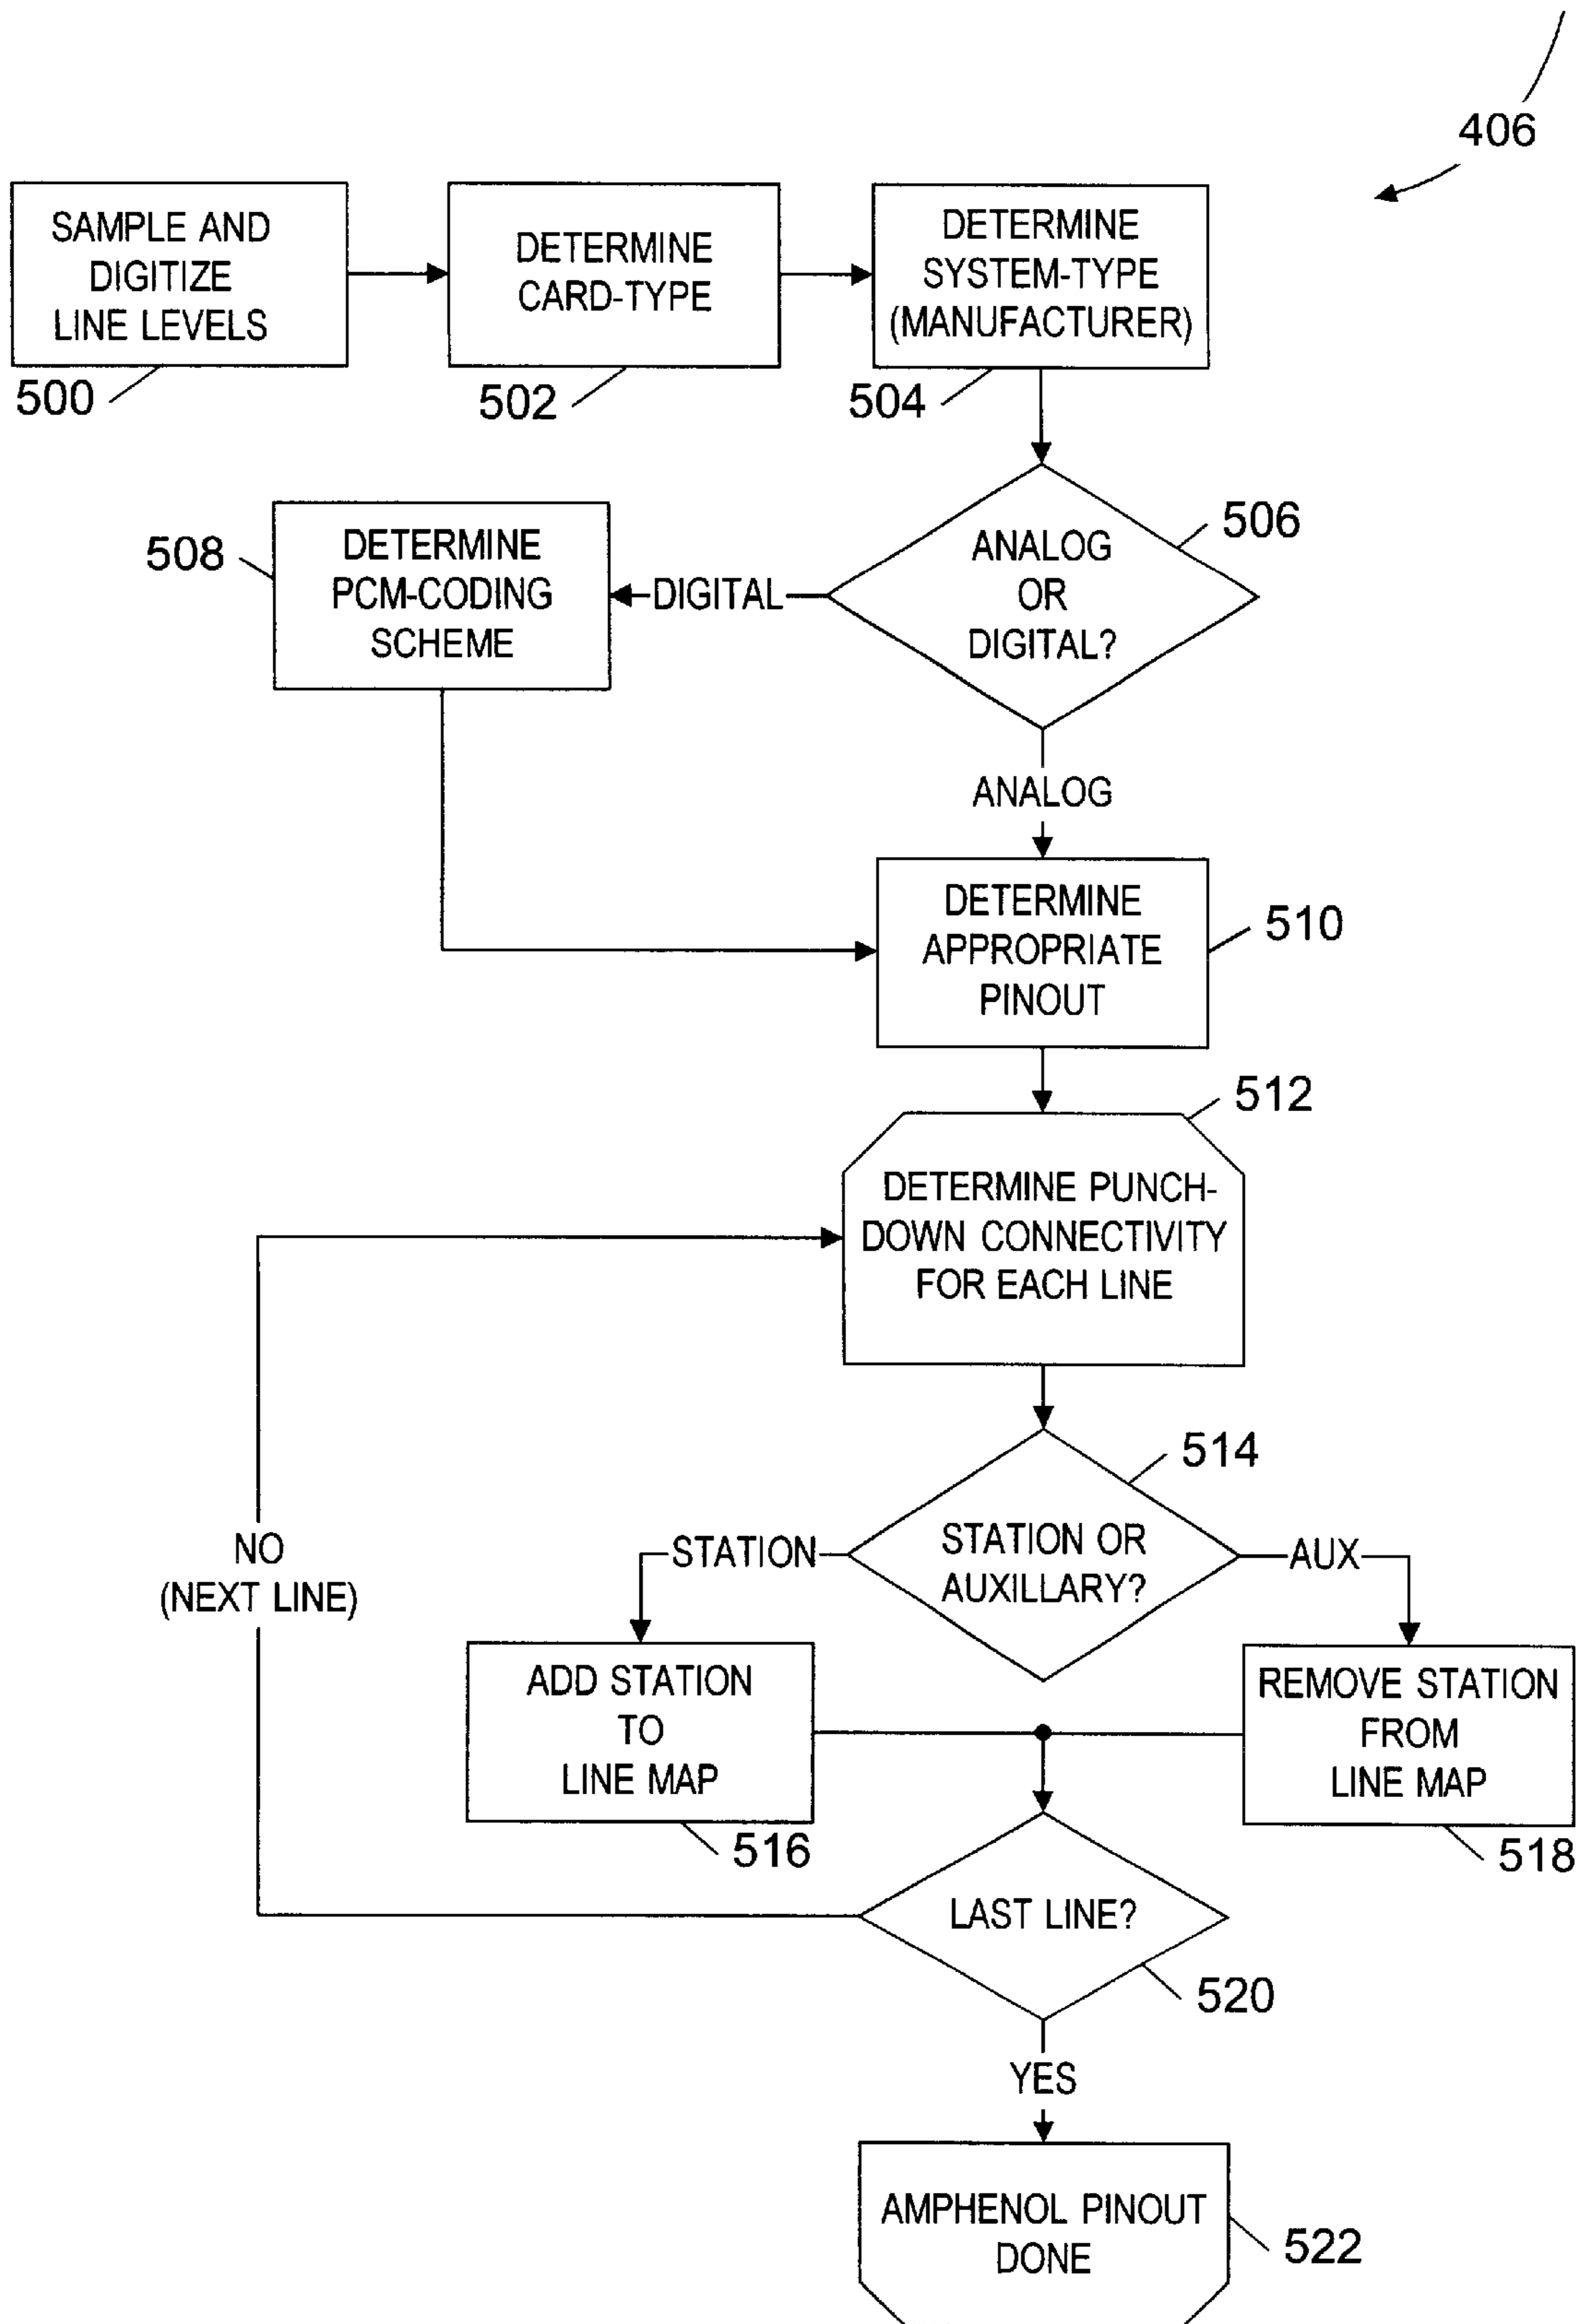 406
SAMPLE AND
DIGITIZE
LINE LEVELS
500
DETERMINE
CARD-TYPE
502
DETERMINE
SYSTEM-TYPE
(MANUFACTURER)
504
ANALOG
OR
DIGITAL?
506
DIGITAL
DETERMINE
PCM-CODING
SCHEME
508
ANALOG
DETERMINE
APPROPRIATE
PINOUT
510
DETERMINE PUNCH-
DOWN CONNECTIVITY
FOR EACH LINE
512
STATION OR
AUXILLARY?
514
STATION
AUX
NO
(NEXT LINE)
ADD STATION
TO
LINE MAP
516
REMOVE STATION
FROM
LINE MAP
518
LAST LINE?
520
YES
AMPHENOL PINOUT
DONE
522